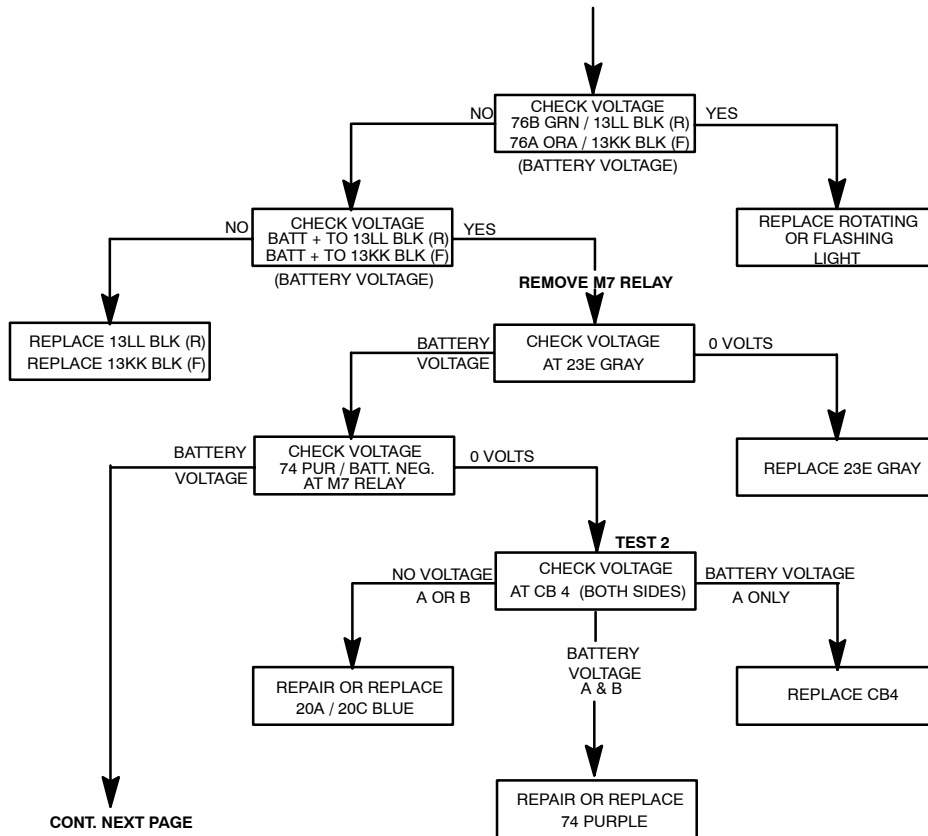 CHECK VOLTAGE
76B GRN / 13LL BLK (R)
76A ORA / 13KK BLK (F)
NO
YES
(BATTERY VOLTAGE)
CHECK VOLTAGE
BATT + TO 13LL BLK (R)
BATT + TO 13KK BLK (F)
NO
YES
(BATTERY VOLTAGE)
REPLACE ROTATING
OR FLASHING
LIGHT
REMOVE M7 RELAY
REPLACE 13LL BLK (R)
REPLACE 13KK BLK (F)
BATTERY
VOLTAGE
CHECK VOLTAGE
AT 23E GRAY
0 VOLTS
BATTERY
VOLTAGE
CHECK VOLTAGE
74 PUR / BATT. NEG.
AT M7 RELAY
0 VOLTS
REPLACE 23E GRAY
TEST 2
NO VOLTAGE
A OR B
CHECK VOLTAGE
AT CB 4 (BOTH SIDES)
BATTERY VOLTAGE
A ONLY
BATTERY
VOLTAGE
A & B
REPAIR OR REPLACE
20A / 20C BLUE
REPLACE CB4
REPAIR OR REPLACE
74 PURPLE
CONT. NEXT PAGE